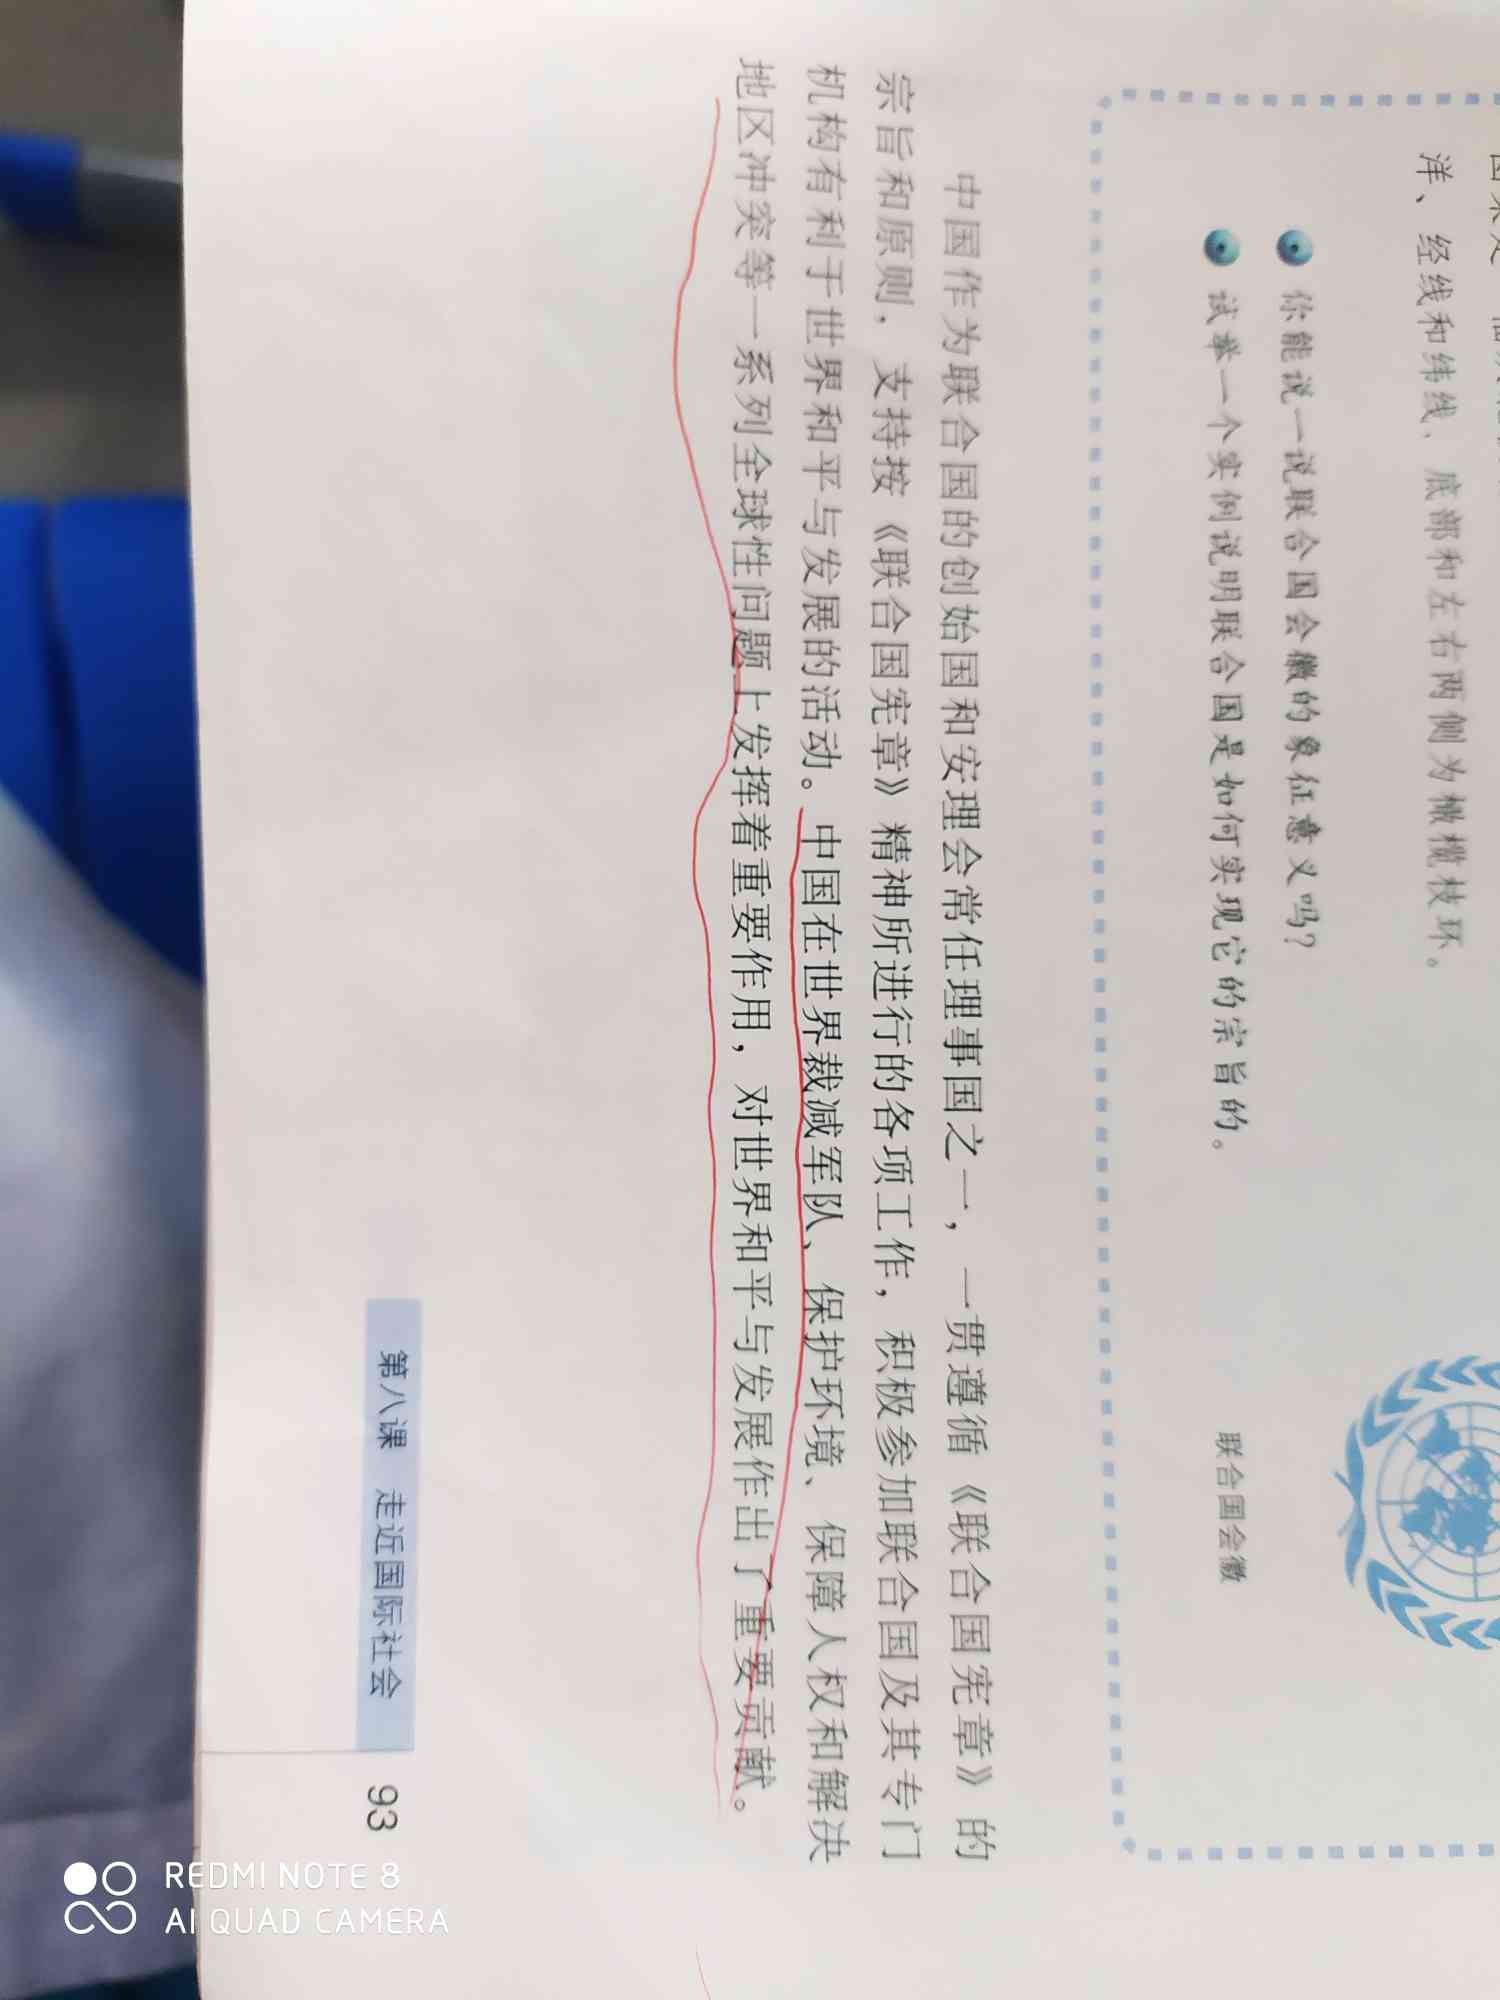 洋、经线和纬线、底部和左右两侧为橄榄枝环。
你能说一说联合国会徽的象征意义吗？
试举一个实例说明联合国是如何实现它的宗旨的。
联合国会徽
中国作为联合国的创始国和安理会常任理事国之一，一贯遵循《联合国宪章》的
宗旨和原则，支持按《联合国宪章》精神所进行的各项工作，积极参加联合国及其专门
机构有利于世界和平与发展的活动。中国在世界裁减军队、保护环境、保障人权和解决
地区冲突等一系列全球性问题上发挥着重要作用，对世界和平与发展作出了重要贡献。
第八课 走近国际社会 93
REDMI NOTE 8
AI QUAD CAMERA